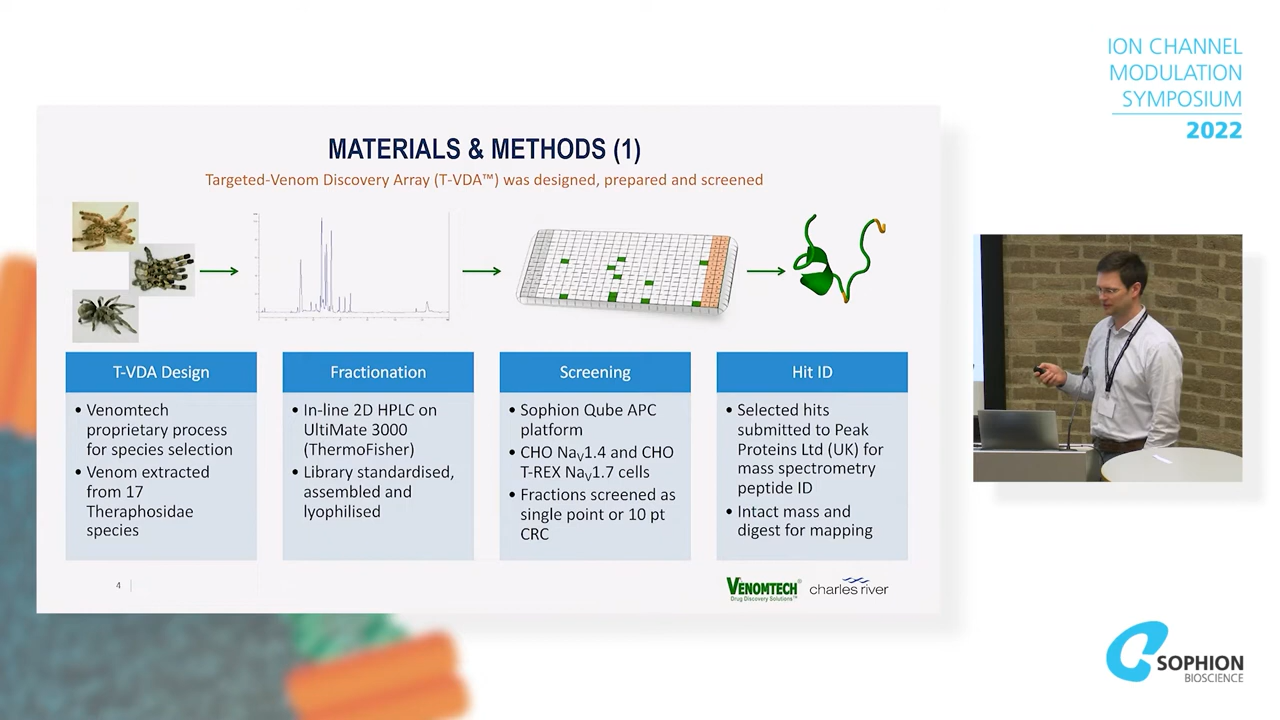 ION CHANNEL
MODULATION
SYMPOSIUM
2022
MATERIALS & METHODS (1)
Targeted-Venom Discovery Array (T-VDA™) was designed, prepared and screened
T-VDA Design
• Venomtech
proprietary process
for species selection
• Venom extracted
from 17
Theraphosidae
species
Fractionation
• In-line 2D HPLC on
UltiMate 3000
(ThermoFisher)
• Library standardised,
assembled and
lyophilised
Screening
• Sophion Qube APC
platform
• CHO NaV1.4 and CHO
T-REX NaV1.7 cells
• Fractions screened as
single point or 10 pt
CRC
Hit ID
• Selected hits
submitted to Peak
Proteins Ltd (UK) for
mass spectrometry
peptide ID
• Intact mass and
digest for mapping
4
VENOMTECH®
Drug Discovery Solutions™
charles river
SOPHION
BIOSCIENCE